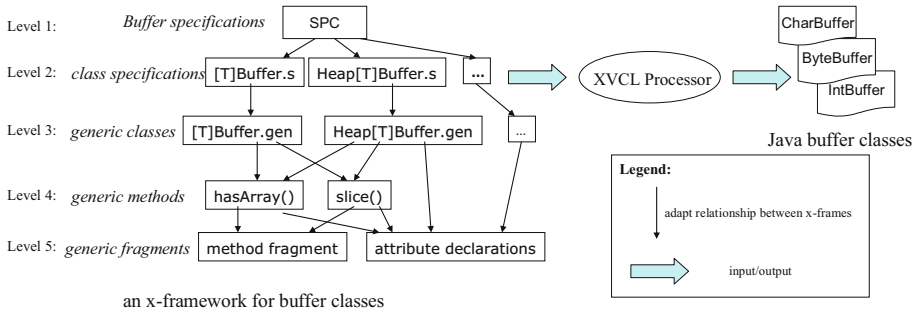 Level 1: Buffer specifications SPC
Level 2: class specifications [T]Buffer.s Heap[T]Buffer.s ...
Level 3: generic classes [T]Buffer.gen Heap[T]Buffer.gen ...
Level 4: generic methods hasArray() slice()
Level 5: generic fragments method fragment attribute declarations
an x-framework for buffer classes
XVCL Processor
CharBuffer
ByteBuffer
IntBuffer
Java buffer classes
Legend:
adapt relationship between x-frames
input/output